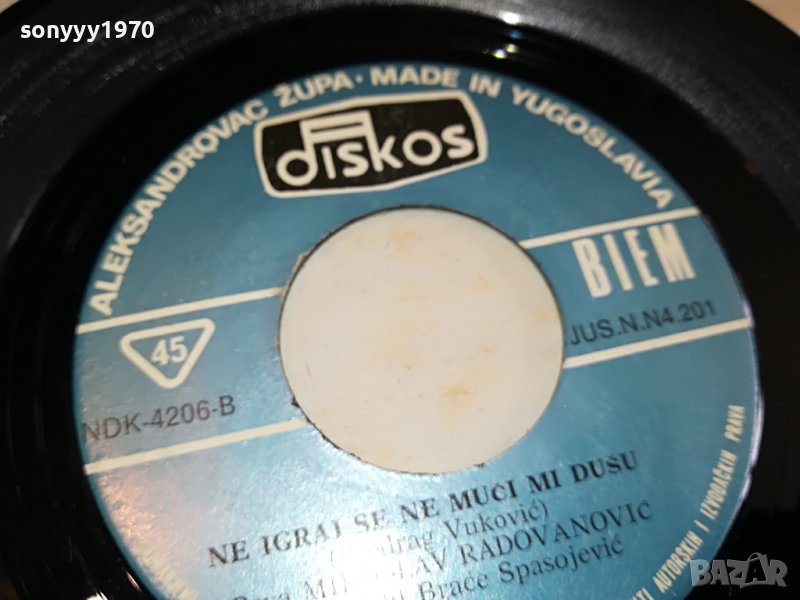 sonyyy1970
ALEKSANDROVAC ŽUPA · MADE IN YUGOSLAVIA
DISKOS
BIEM
45
JUS.N.N4.201
NDK-4206-B
NE IGRAJ SE NE MUČI MI DUŠU
Vuković)
RADOVANOVIĆ
Braće Spasojević
AUTORSKIH I IZVOĐAČKIH PRAVA
BAZAR